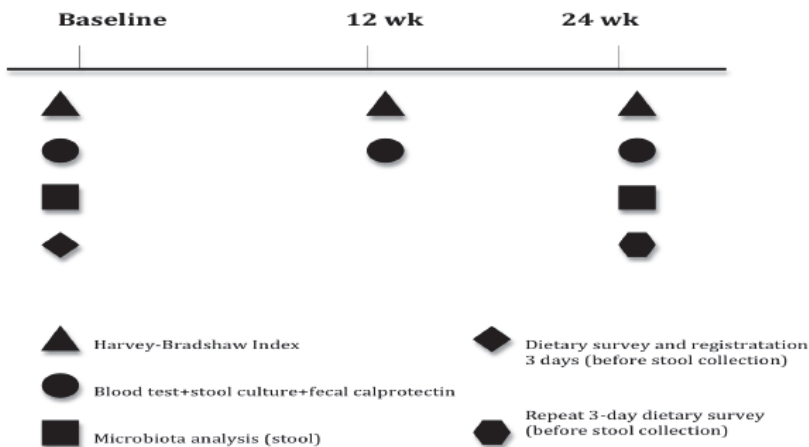 Baseline
12 wk
24 wk
Harvey-Bradshaw Index
Blood test+stool culture+fecal calprotectin
Microbiota analysis (stool)
Dietary survey and registratation
3 days (before stool collection)
Repeat 3-day dietary survey
(before stool collection)